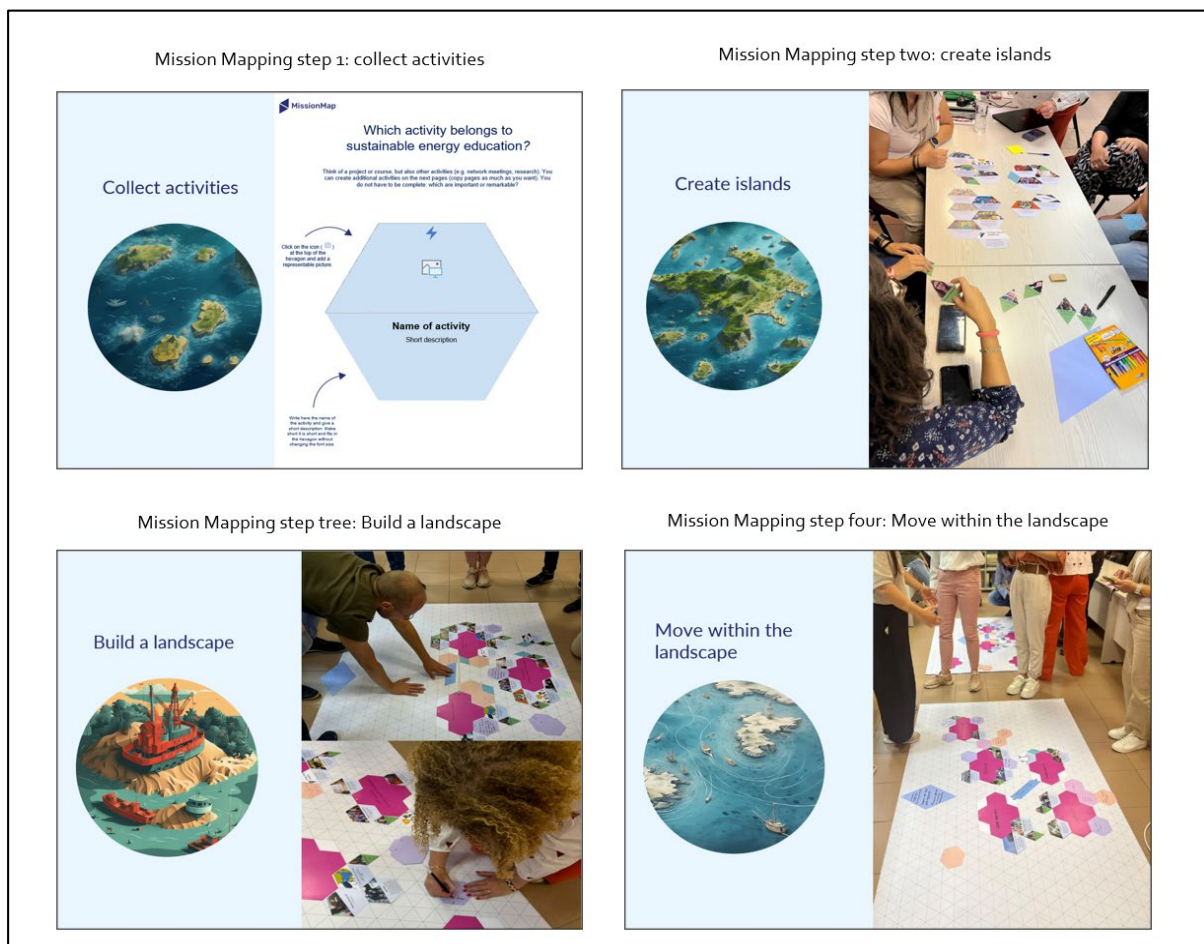 Mission Mapping step 1: collect activities
Mission Mapping step two: create islands
MissionMap
Which activity belongs to
sustainable energy education?
Think of a project or course, but also other activities (e.g. network meetings, research). You
can create additional activities on the next pages (copy pages as much as you want). You
do not have to be complete: which are important or remarkable?
Collect activities
Click on the icon ( )
at the top of the
hexagon and add a
representable picture.
Name of activity
Short description
Write here the name of
the activity and give a
short description. Make
short it is short and fits in
the hexagon without
changing the font size.
Create islands
Mission Mapping step tree: Build a landscape
Mission Mapping step four: Move within the landscape
Build a landscape
Move within the
landscape